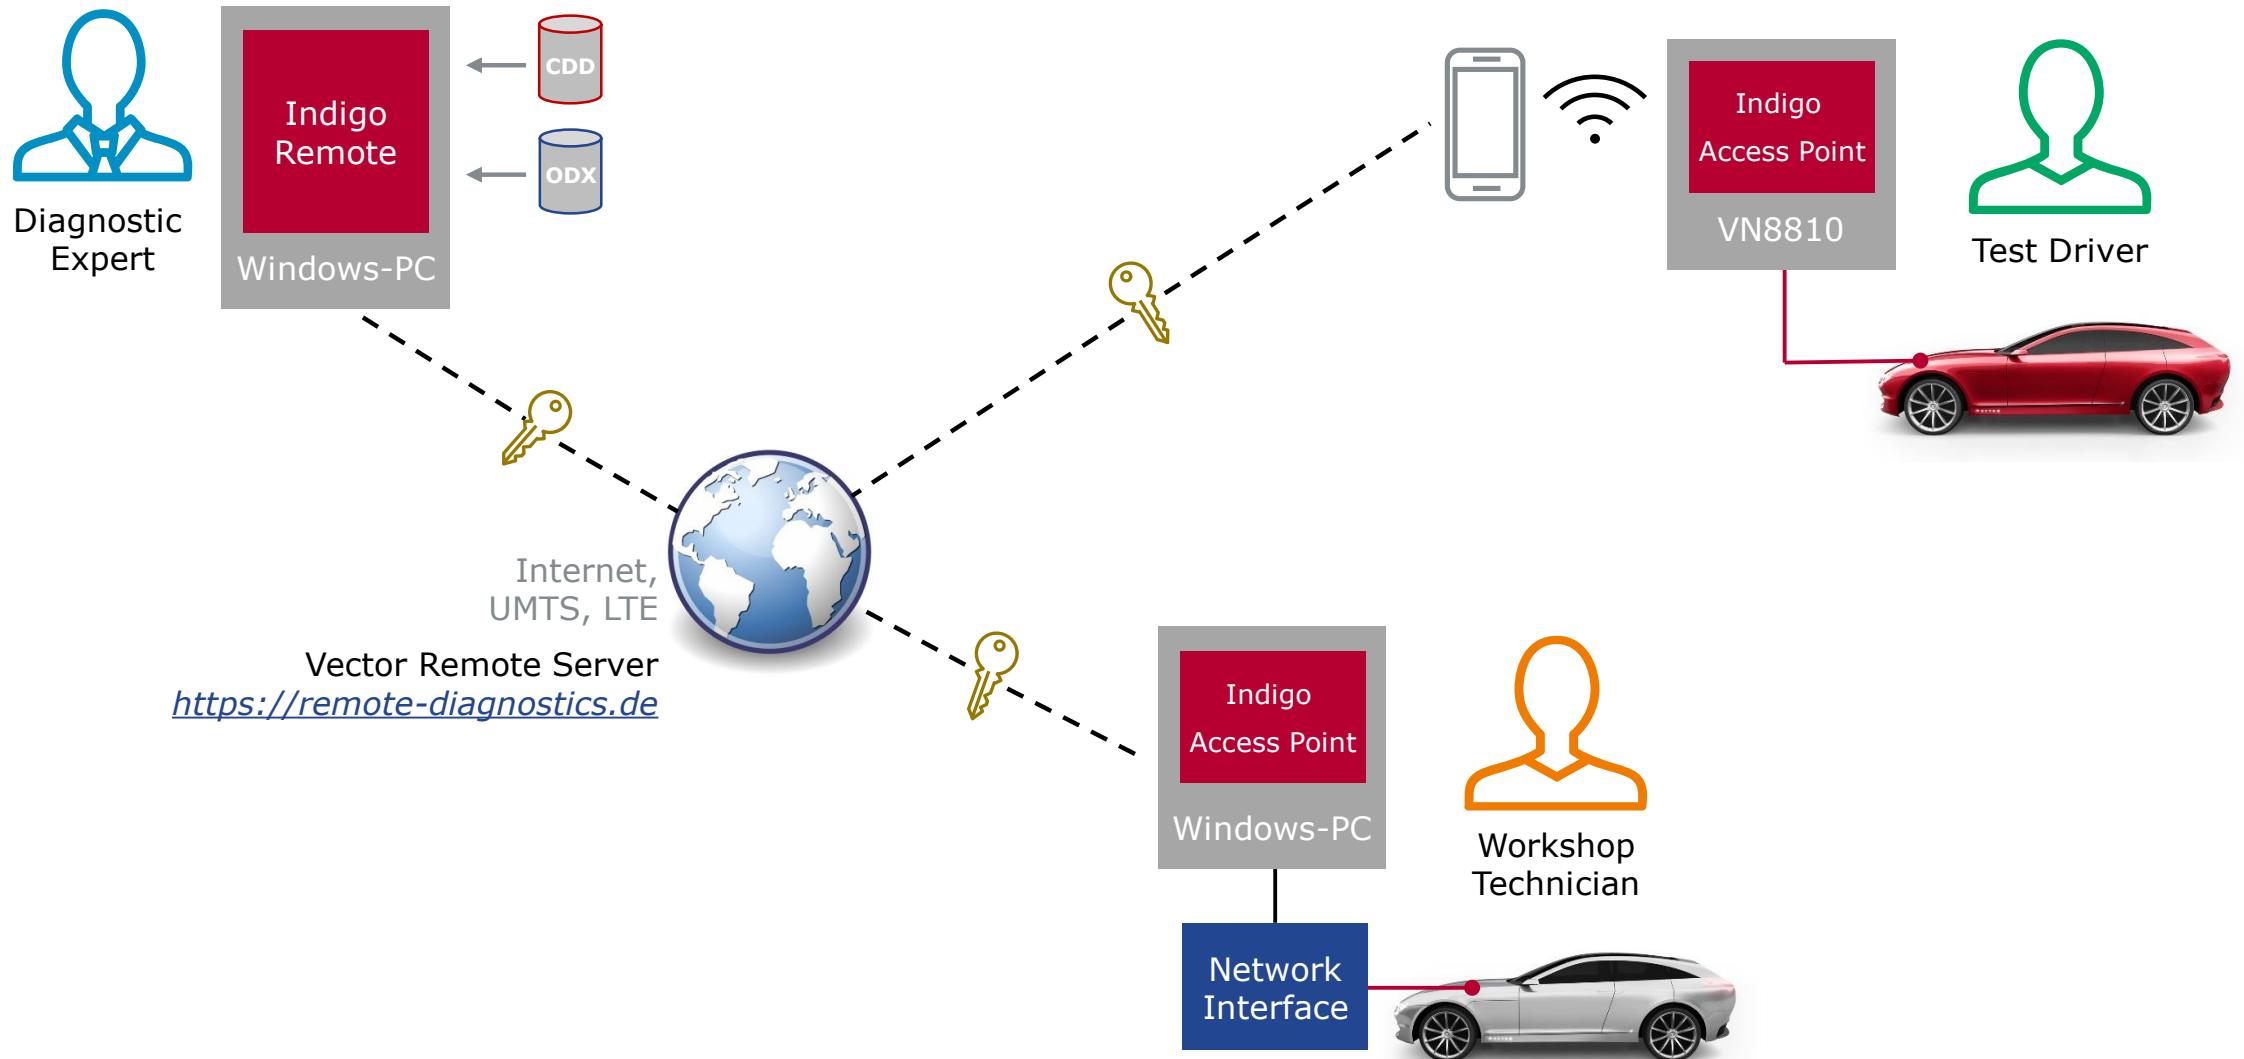 Indigo
Remote
Windows-PC
CDD
ODX
Diagnostic
Expert
Indigo
Access Point
VN8810
Test Driver
Internet,
UMTS, LTE
Vector Remote Server
https://remote-diagnostics.de
Indigo
Access Point
Windows-PC
Workshop
Technician
Network
Interface